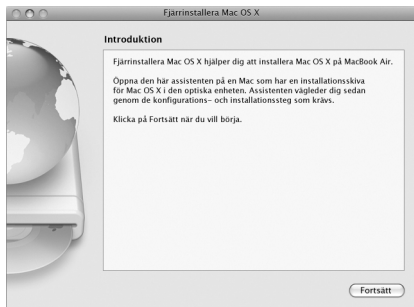 Fjärrinstallera Mac OS X
Introduktion
Fjärrinstallera Mac OS X hjälper dig att installera Mac OS X på MacBook Air.
Öppna den här assistenten på en Mac som har en installationsskiva
för Mac OS X i den optiska enheten. Assistenten vägleder dig sedan
genom de konfigurations- och installationssteg som krävs.
Klicka på Fortsätt när du vill börja.
Fortsätt